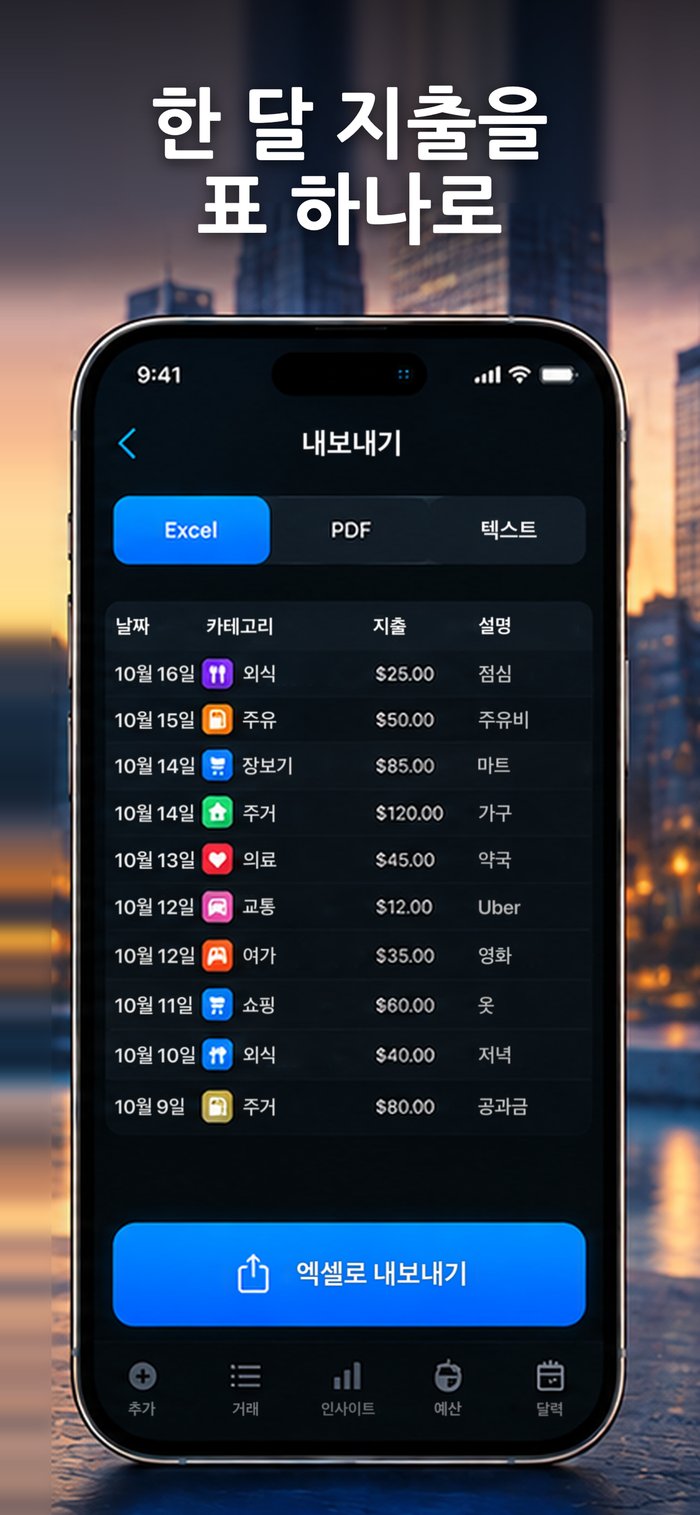 한 달 지출을
표 하나로
9:41
내보내기
Excel PDF 텍스트
날짜 카테고리 지출 설명
10월 16일 외식 $25.00 점심
10월 15일 주유 $50.00 주유비
10월 14일 장보기 $85.00 마트
10월 14일 주거 $120.00 가구
10월 13일 의료 $45.00 약국
10월 12일 교통 $12.00 Uber
10월 12일 여가 $35.00 영화
10월 11일 쇼핑 $60.00 옷
10월 10일 외식 $40.00 저녁
10월 9일 주거 $80.00 공과금
엑셀로 내보내기
추가 거래 인사이트 예산 달력